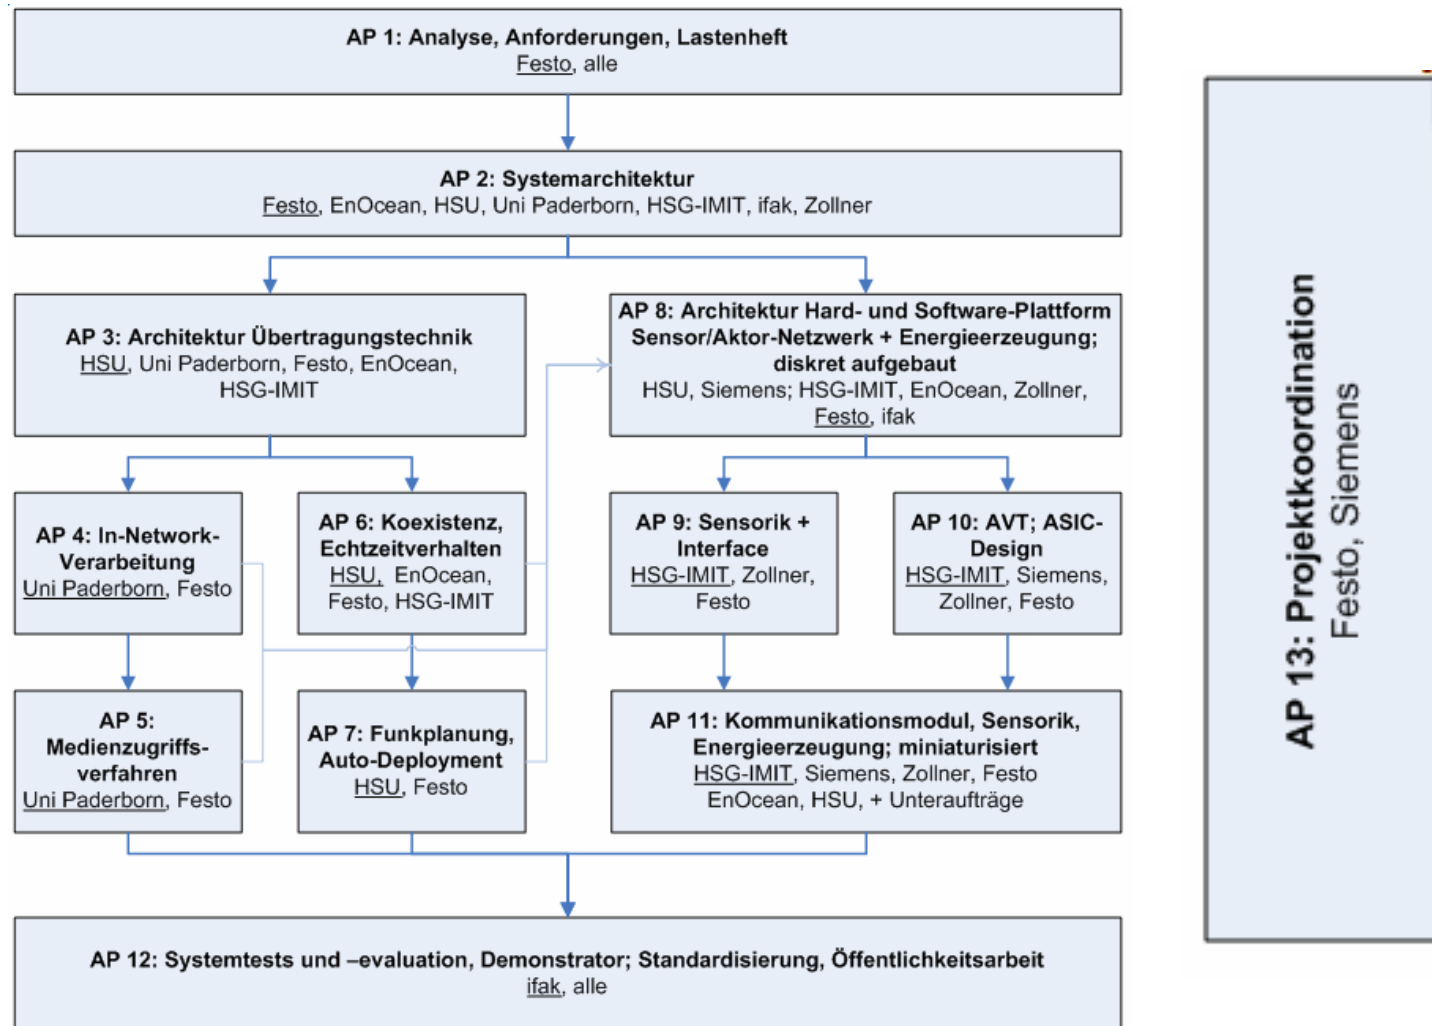 AP 1: Analyse, Anforderungen, Lastenheft
Festo, alle
AP 2: Systemarchitektur
Festo, EnOcean, HSU, Uni Paderborn, HSG-IMIT, ifak, Zollner
AP 3: Architektur Übertragungstechnik
HSU, Uni Paderborn, Festo, EnOcean,
HSG-IMIT
AP 8: Architektur Hard- und Software-Plattform
Sensor/Aktor-Netzwerk + Energieerzeugung;
diskret aufgebaut
HSU, Siemens; HSG-IMIT, EnOcean, Zollner,
Festo, ifak
AP 4: In-Network-
Verarbeitung
Uni Paderborn, Festo
AP 6: Koexistenz,
Echtzeitverhalten
HSU, EnOcean,
Festo, HSG-IMIT
AP 9: Sensorik +
Interface
HSG-IMIT, Zollner,
Festo
AP 10: AVT; ASIC-
Design
HSG-IMIT, Siemens,
Zollner, Festo
AP 5:
Medienzugriffs-
verfahren
Uni Paderborn, Festo
AP 7: Funkplanung,
Auto-Deployment
HSU, Festo
AP 11: Kommunikationsmodul, Sensorik,
Energieerzeugung; miniaturisiert
HSG-IMIT, Siemens, Zollner, Festo
EnOcean, HSU, + Unteraufträge
AP 12: Systemtests und –evaluation, Demonstrator; Standardisierung, Öffentlichkeitsarbeit
ifak, alle
AP 13: Projektkoordination
Festo, Siemens